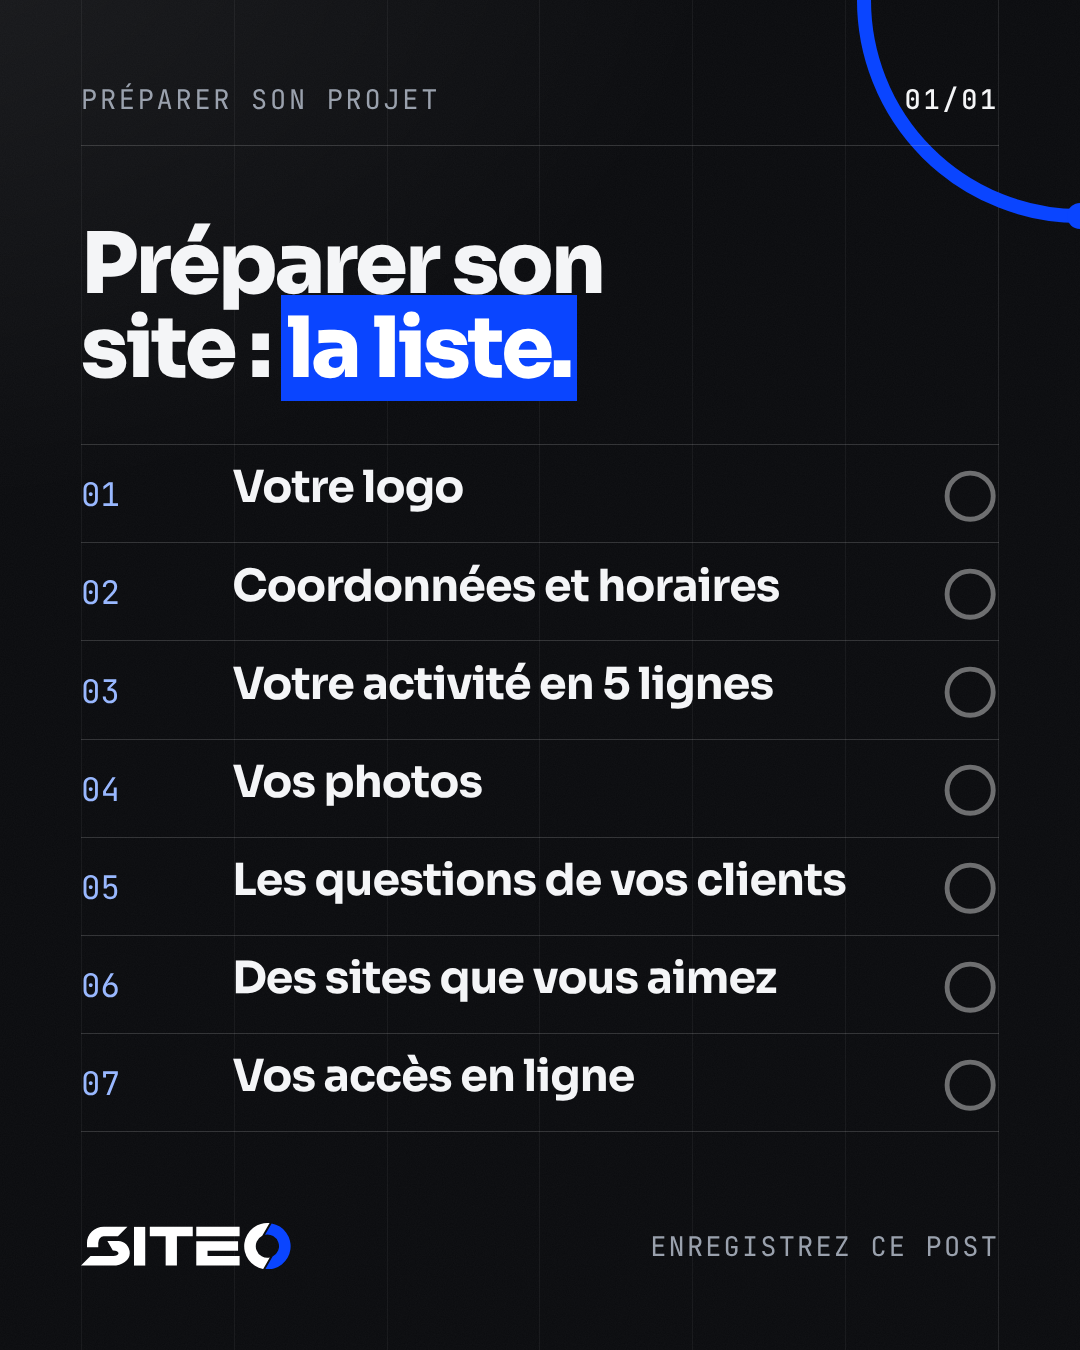 PRÉPARER SON PROJET
01/01
Préparer son
site : la liste.
01 Votre logo
02 Coordonnées et horaires
03 Votre activité en 5 lignes
04 Vos photos
05 Les questions de vos clients
06 Des sites que vous aimez
07 Vos accès en ligne
SITEO
ENREGISTREZ CE POST